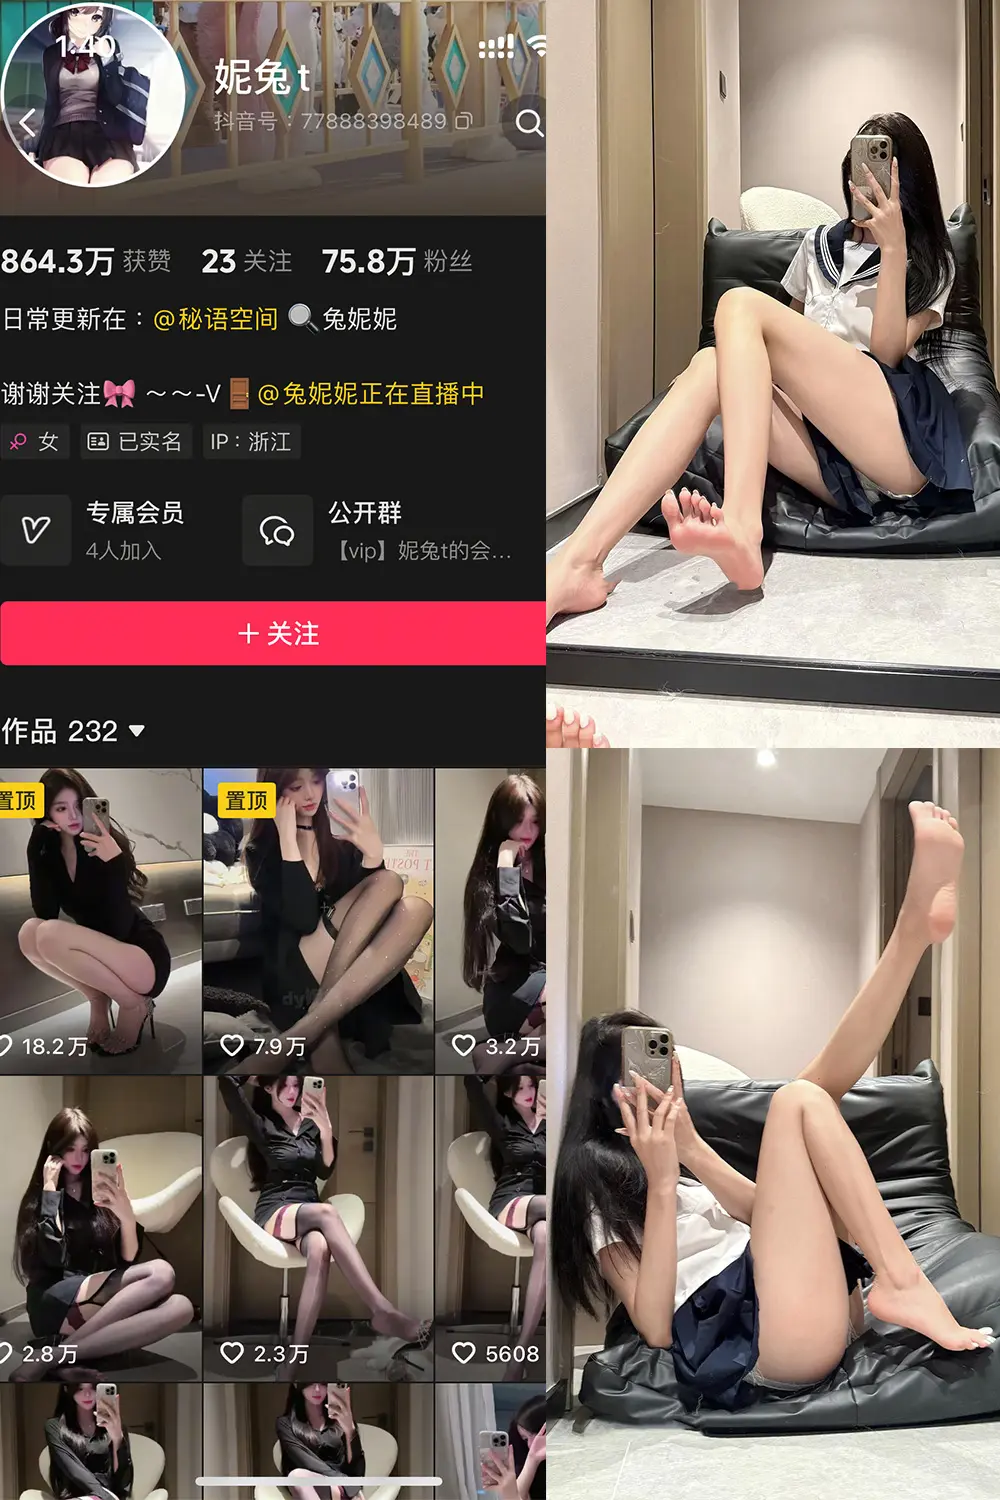 1:40
妮兔t
抖音号：77888398489
864.3万 获赞 23 关注 75.8万 粉丝
日常更新在：@秘语空间 🔍兔妮妮
谢谢关注🎀～～-V🚪@兔妮妮正在直播中
女 已实名 IP：浙江
专属会员
4人加入
公开群
【vip】妮兔t的会...
＋关注
作品 232
置顶
置顶
18.2万
7.9万
3.2万
2.8万
2.3万
5608